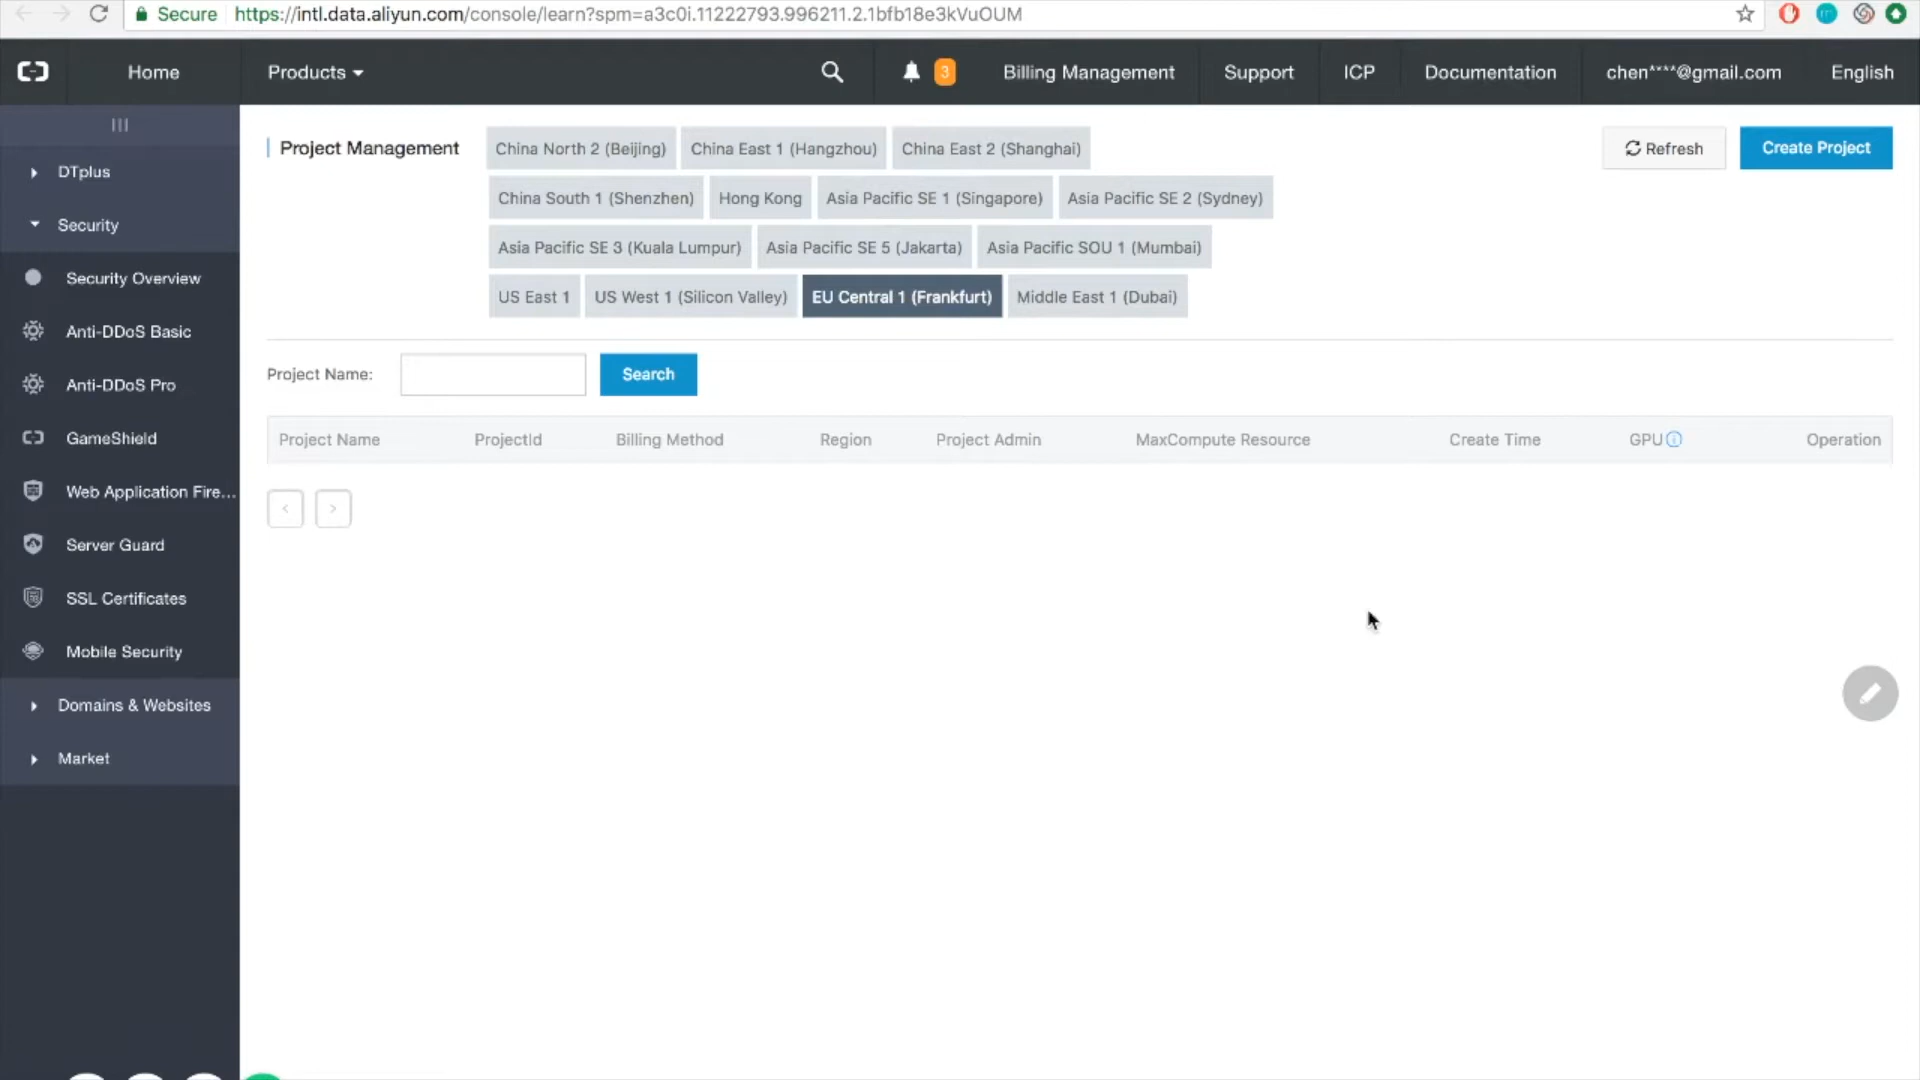 Secure https://intl.data.aliyun.com/console/learn?spm=a3c0i.11222793.996211.2.1bfb18e3kVuOUM
Home Products 3 Billing Management Support ICP Documentation chen****@gmail.com English
DTplus
Security
Security Overview
Anti-DDoS Basic
Anti-DDoS Pro
GameShield
Web Application Fire...
Server Guard
SSL Certificates
Mobile Security
Domains & Websites
Market
Project Management China North 2 (Beijing) China East 1 (Hangzhou) China East 2 (Shanghai) Refresh Create Project
China South 1 (Shenzhen) Hong Kong Asia Pacific SE 1 (Singapore) Asia Pacific SE 2 (Sydney)
Asia Pacific SE 3 (Kuala Lumpur) Asia Pacific SE 5 (Jakarta) Asia Pacific SOU 1 (Mumbai)
US East 1 US West 1 (Silicon Valley) EU Central 1 (Frankfurt) Middle East 1 (Dubai)
Project Name: Search
Project Name ProjectId Billing Method Region Project Admin MaxCompute Resource Create Time GPU Operation